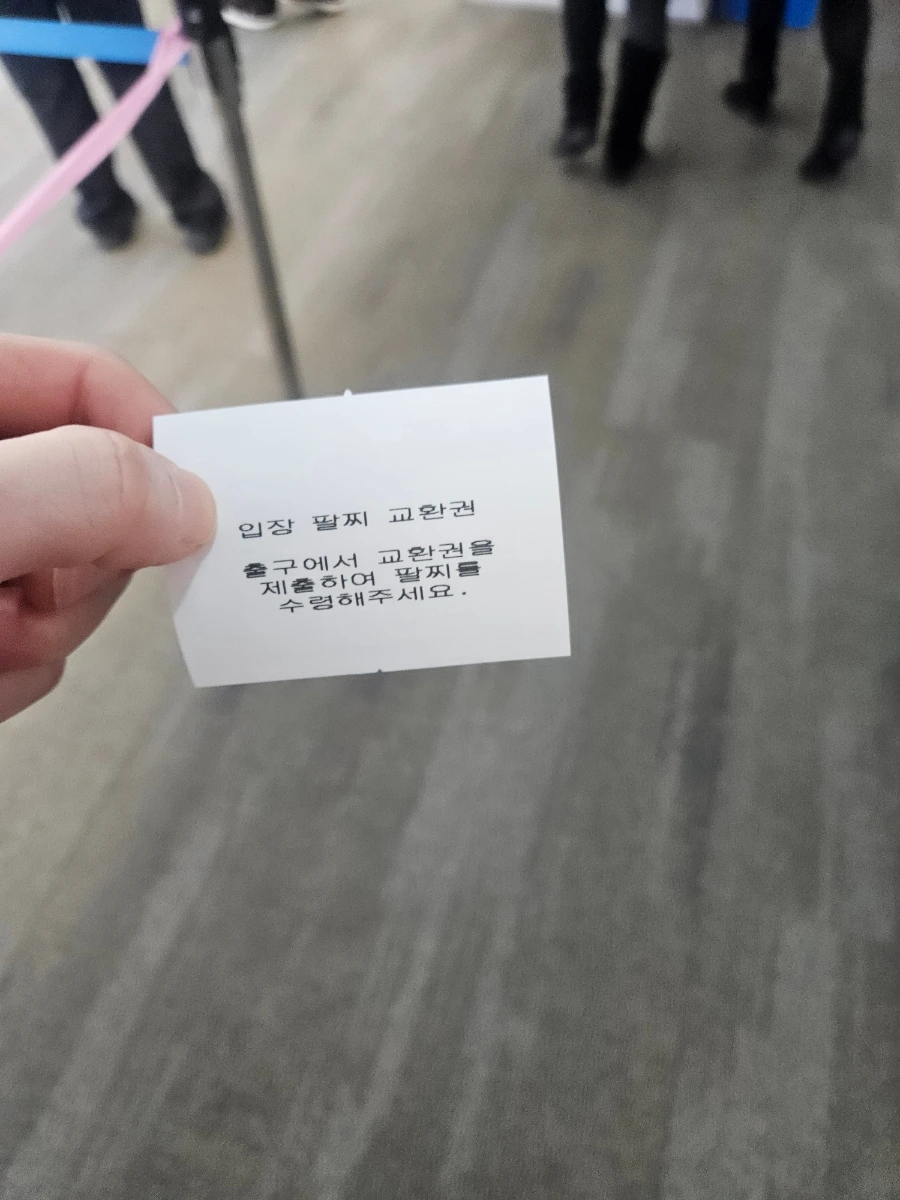 입장 팔찌 교환권
출구에서 교환권을
제출하여 팔찌를
수령해주세요.